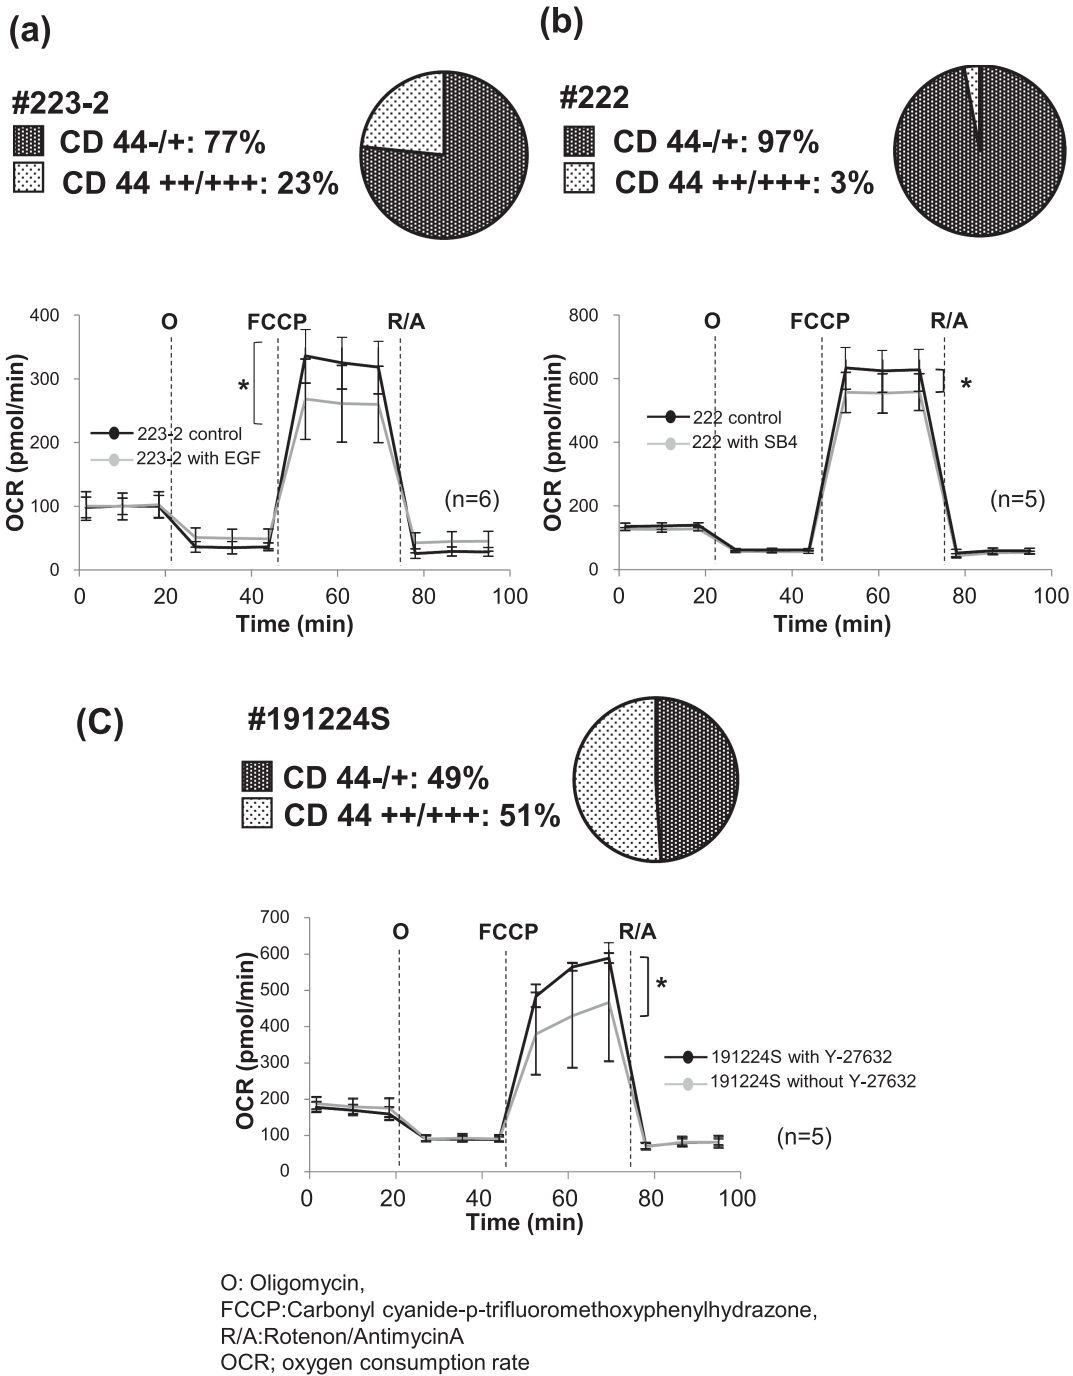 (a)
#223-2
CD 44-/+: 77%
CD 44 ++/+++: 23%
400
300
200
100
0
OCR (pmol/min)
O
FCCP
R/A
*
223-2 control
223-2 with EGF
(n=6)
0 20 40 60 80 100
Time (min)
(b)
#222
CD 44-/+: 97%
CD 44 ++/+++: 3%
800
600
400
200
0
OCR (pmol/min)
O
FCCP
R/A
*
222 control
222 with SB4
(n=5)
0 20 40 60 80 100
Time (min)
(C)
#191224S
CD 44-/+: 49%
CD 44 ++/+++: 51%
700
600
500
400
300
200
100
0
OCR (pmol/min)
O
FCCP
R/A
*
191224S with Y-27632
191224S without Y-27632
(n=5)
0 20 40 60 80 100
Time (min)
O: Oligomycin,
FCCP:Carbonyl cyanide-p-trifluoromethoxyphenylhydrazone,
R/A:Rotenon/AntimycinA
OCR; oxygen consumption rate